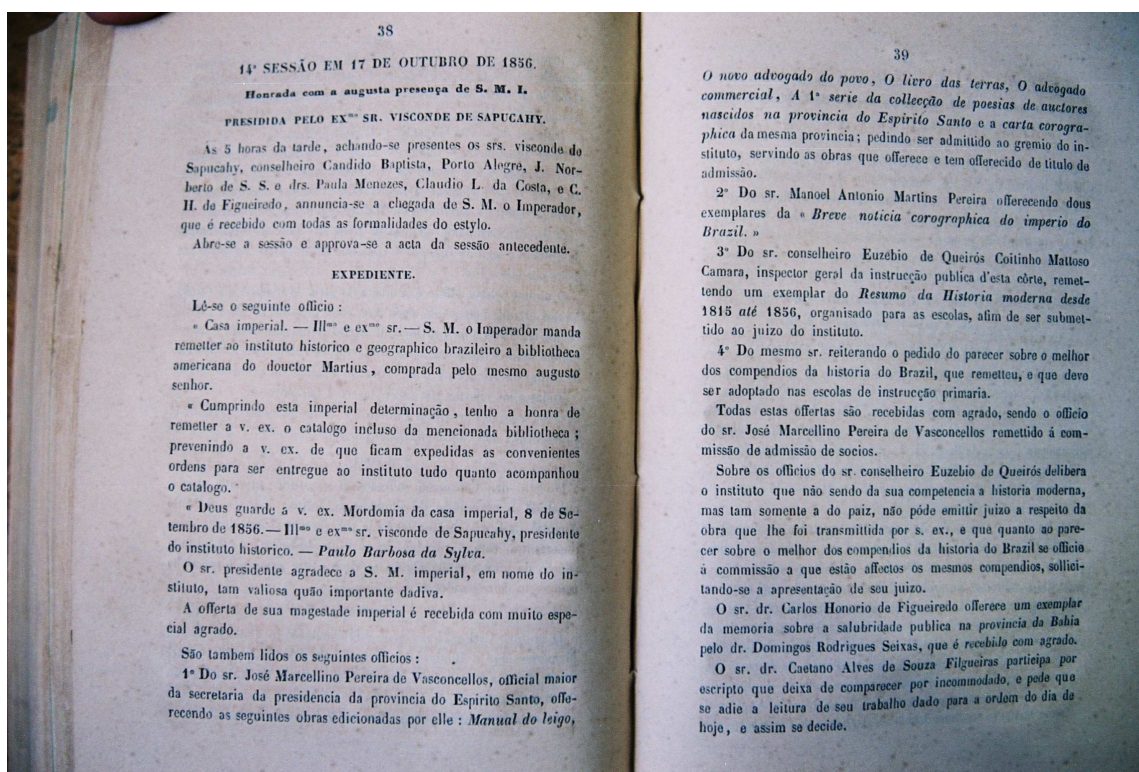 38
14ª SESSÃO EM 17 DE OUTUBRO DE 1856.
Honrada com a augusta presença de S. M. I.
PRESIDIDA PELO EXᵐᵒ SR. VISCONDE DE SAPUCAHY.
Ás 5 horas da tarde, achando-se presentes os srs. visconde de
Sapucahy, conselheiro Candido Baptista, Porto Alegre, J. Nor-
berto de S. S. e drs. Paula Menezes, Claudio L. da Costa, e C.
H. de Figueiredo, annuncia-se a chegada de S. M. o Imperador,
que é recebido com todas as formalidades do estylo.
Abre-se a sessão e approva-se a acta da sessão antecedente.
EXPEDIENTE.
Lê-se o seguinte officio :
« Casa imperial. — Illᵐᵒ e exᵐᵒ sr. — S. M. o Imperador manda
remetter ao instituto historico e geographico brazileiro a bibliotheca
americana do douctor Martius, comprada pelo mesmo augusto
senhor.
« Cumprindo esta imperial determinação, tenho a honra de
remetter a v. ex. o catalogo incluso da mencionada bibliotheca ;
prevenindo a v. ex. de que ficam expedidas as convenientes
ordens para ser entregue ao instituto tudo quanto acompanhou
o catalogo.
« Deus guarde a v. ex. Mordomia da casa imperial, 8 de Se-
tembro de 1856. — Illᵐᵒ e exᵐᵒ sr. visconde de Sapucahy, presidente
do instituto historico. — Paulo Barbosa da Sylva.
O sr. presidente agradece a S. M. imperial, em nome do in-
stituto, tam valiosa quão importante dadiva.
A offerta de sua magestade imperial é recebida com muito espe-
cial agrado.
São tambem lidos os seguintes officios :
1º Do sr. José Marcellino Pereira de Vasconcellos, official maior
da secretaria da presidencia da provincia do Espirito Santo, offe-
recendo as seguintes obras edicionadas por elle : Manual do leigo,
39
O novo advogado do povo, O livro das terras, O advogado
commercial, A 1ª serie da collecção de poesias de auctores
nascidos na provincia do Espirito Santo e a carta corogra-
phica da mesma provincia; pedindo ser admittido ao gremio do in-
stituto, servindo as obras que offerece e tem offerecido de titulo de
admissão.
2º Do sr. Manoel Antonio Martins Pereira offerecendo dous
exemplares da « Breve noticia corographica do imperio do
Brazil. »
3º Do sr. conselheiro Euzébio de Queirós Coitinho Mattoso
Camara, inspector geral da instrucção publica d'esta côrte, remet-
tendo um exemplar do Resumo da Historia moderna desde
1815 até 1856, organisado para as escolas, afim de ser submet-
tido ao juizo do instituto.
4º Do mesmo sr. reiterando o pedido do parecer sobre o melhor
dos compendios da historia do Brazil, que remetteu, e que deve
ser adoptado nas escolas de instrucção primaria.
Todas estas offertas são recebidas com agrado, sendo o officio
do sr. José Marcellino Pereira de Vasconcellos remettido á com-
missão de admissão de socios.
Sobre os officios do sr. conselheiro Euzebio de Queirós delibera
o instituto que não sendo da sua competencia a historia moderna,
mas tam somente a do paiz, não póde emittir juizo a respeito da
obra que lhe foi transmittida por s. ex., e que quanto ao pare-
cer sobre o melhor dos compendios da historia do Brazil se officie
á commissão a que estão affectos os mesmos compendios, sollici-
tando-se a apresentação de seu juizo.
O sr. dr. Carlos Honorio de Figueiredo offerece um exemplar
da memoria sobre a salubridade publica na provincia da Bahia
pelo dr. Domingos Rodrigues Seixas, que é recebido com agrado.
O sr. dr. Caetano Alves de Souza Filgueiras participa por
escripto que deixa de comparecer por incommodado, e pede que
se adie a leitura de seu trabalho dado para a ordem do dia de
hoje, e assim se decide.